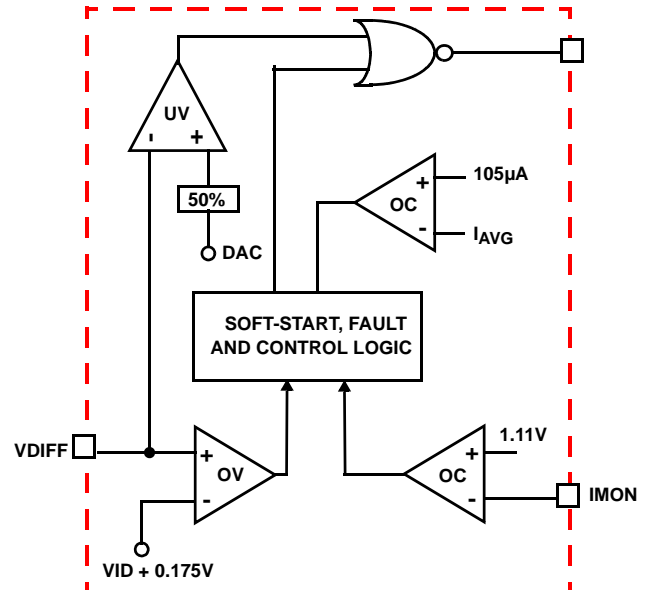 UV
- +
50%
DAC
105µA
+
OC
-
IAVG
SOFT-START, FAULT
AND CONTROL LOGIC
VDIFF
+
OV
-
VID + 0.175V
1.11V
+
OC
-
IMON